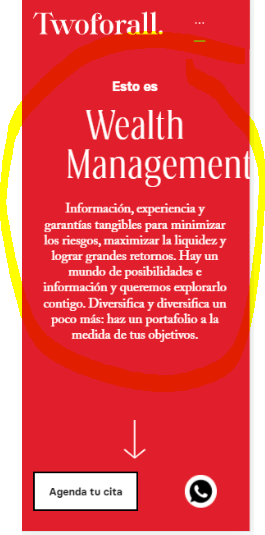 Twoforall.
...
Esto es
Wealth
Management
Información, experiencia y
garantías tangibles para minimizar
los riesgos, maximizar la liquidez y
lograr grandes retornos. Hay un
mundo de posibilidades e
información y queremos explorarlo
contigo. Diversifica y diversifica un
poco más: haz un portafolio a la
medida de tus objetivos.
Agenda tu cita